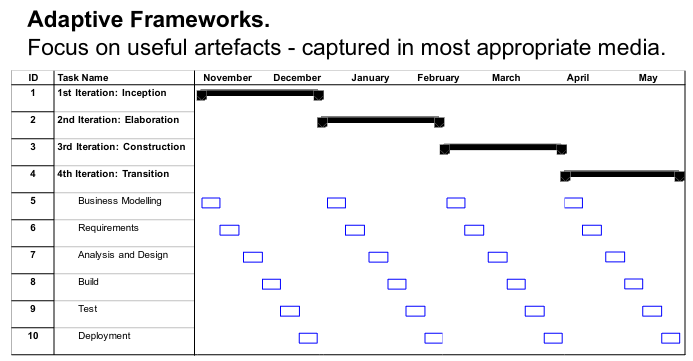 Adaptive Frameworks.
Focus on useful artefacts - captured in most appropriate media.
ID Task Name November December January February March April May
1 1st Iteration: Inception
2 2nd Iteration: Elaboration
3 3rd Iteration: Construction
4 4th Iteration: Transition
5 Business Modelling
6 Requirements
7 Analysis and Design
8 Build
9 Test
10 Deployment